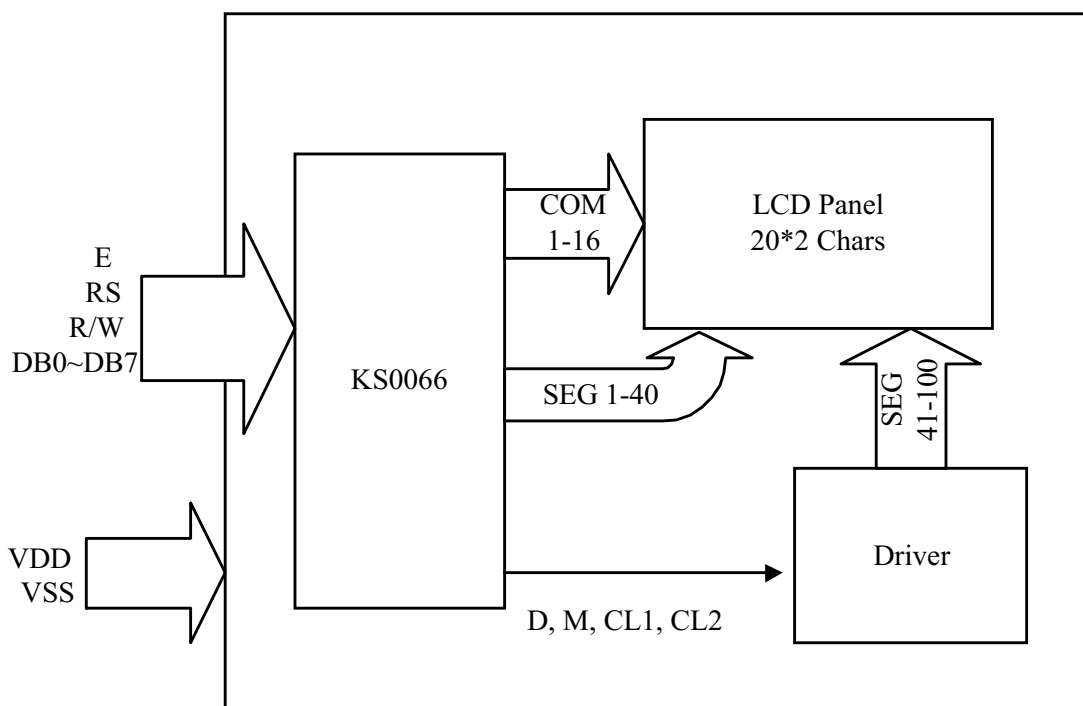 E
RS
R/W
DB0~DB7
VDD
VSS
KS0066
COM
1-16
SEG 1-40
D, M, CL1, CL2
LCD Panel
20*2 Chars
SEG
41-100
Driver